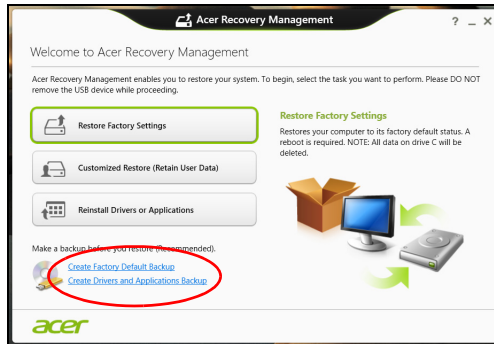 Acer Recovery Management
? _ X
Welcome to Acer Recovery Management
Acer Recovery Management enables you to restore your system. To begin, select the task you want to perform. Please DO NOT
remove the USB device while proceeding.
Restore Factory Settings
Customized Restore (Retain User Data)
Reinstall Drivers or Applications
Restore Factory Settings
Restores your computer to its factory default status. A
reboot is required. NOTE: All data on drive C will be
deleted.
Make a backup before you restore (Recommended).
Create Factory Default Backup
Create Drivers and Applications Backup
acer